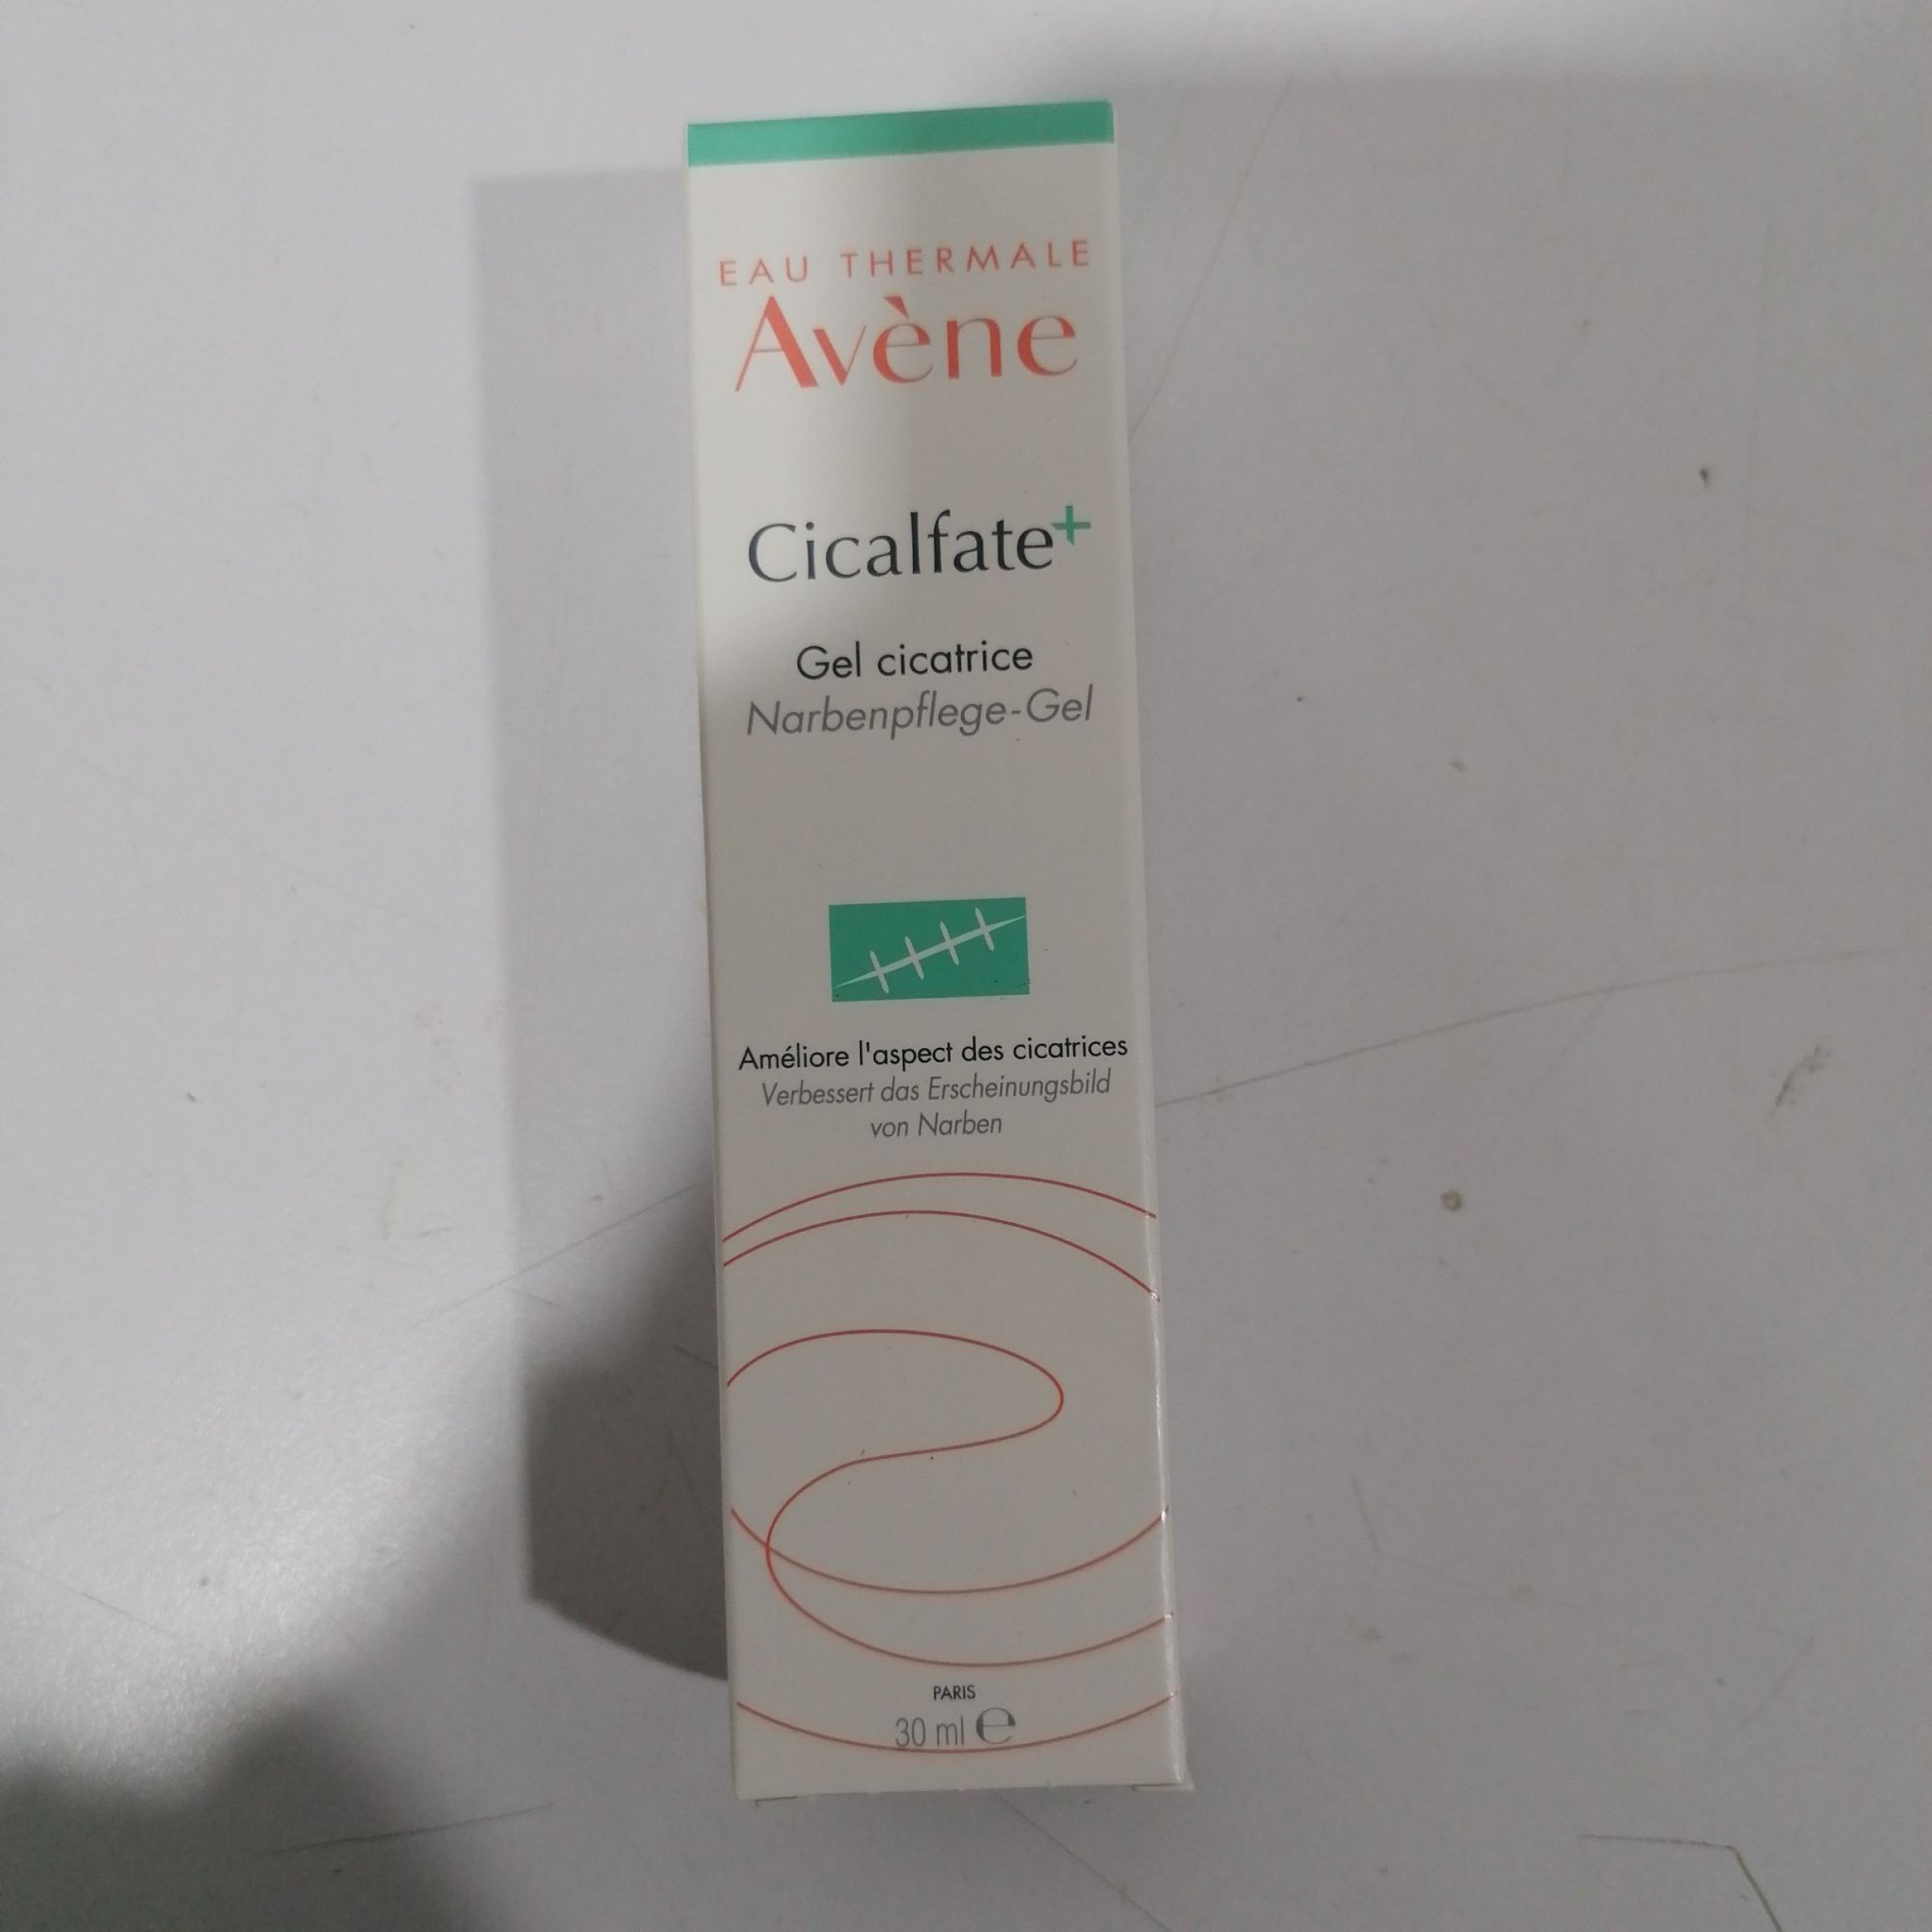 EAU THERMALE
Avène
Cicalfate+
Gel cicatrice
Narbenpflege-Gel
Améliore l'aspect des cicatrices
Verbessert das Erscheinungsbild
von Narben
PARIS
30 ml ℮